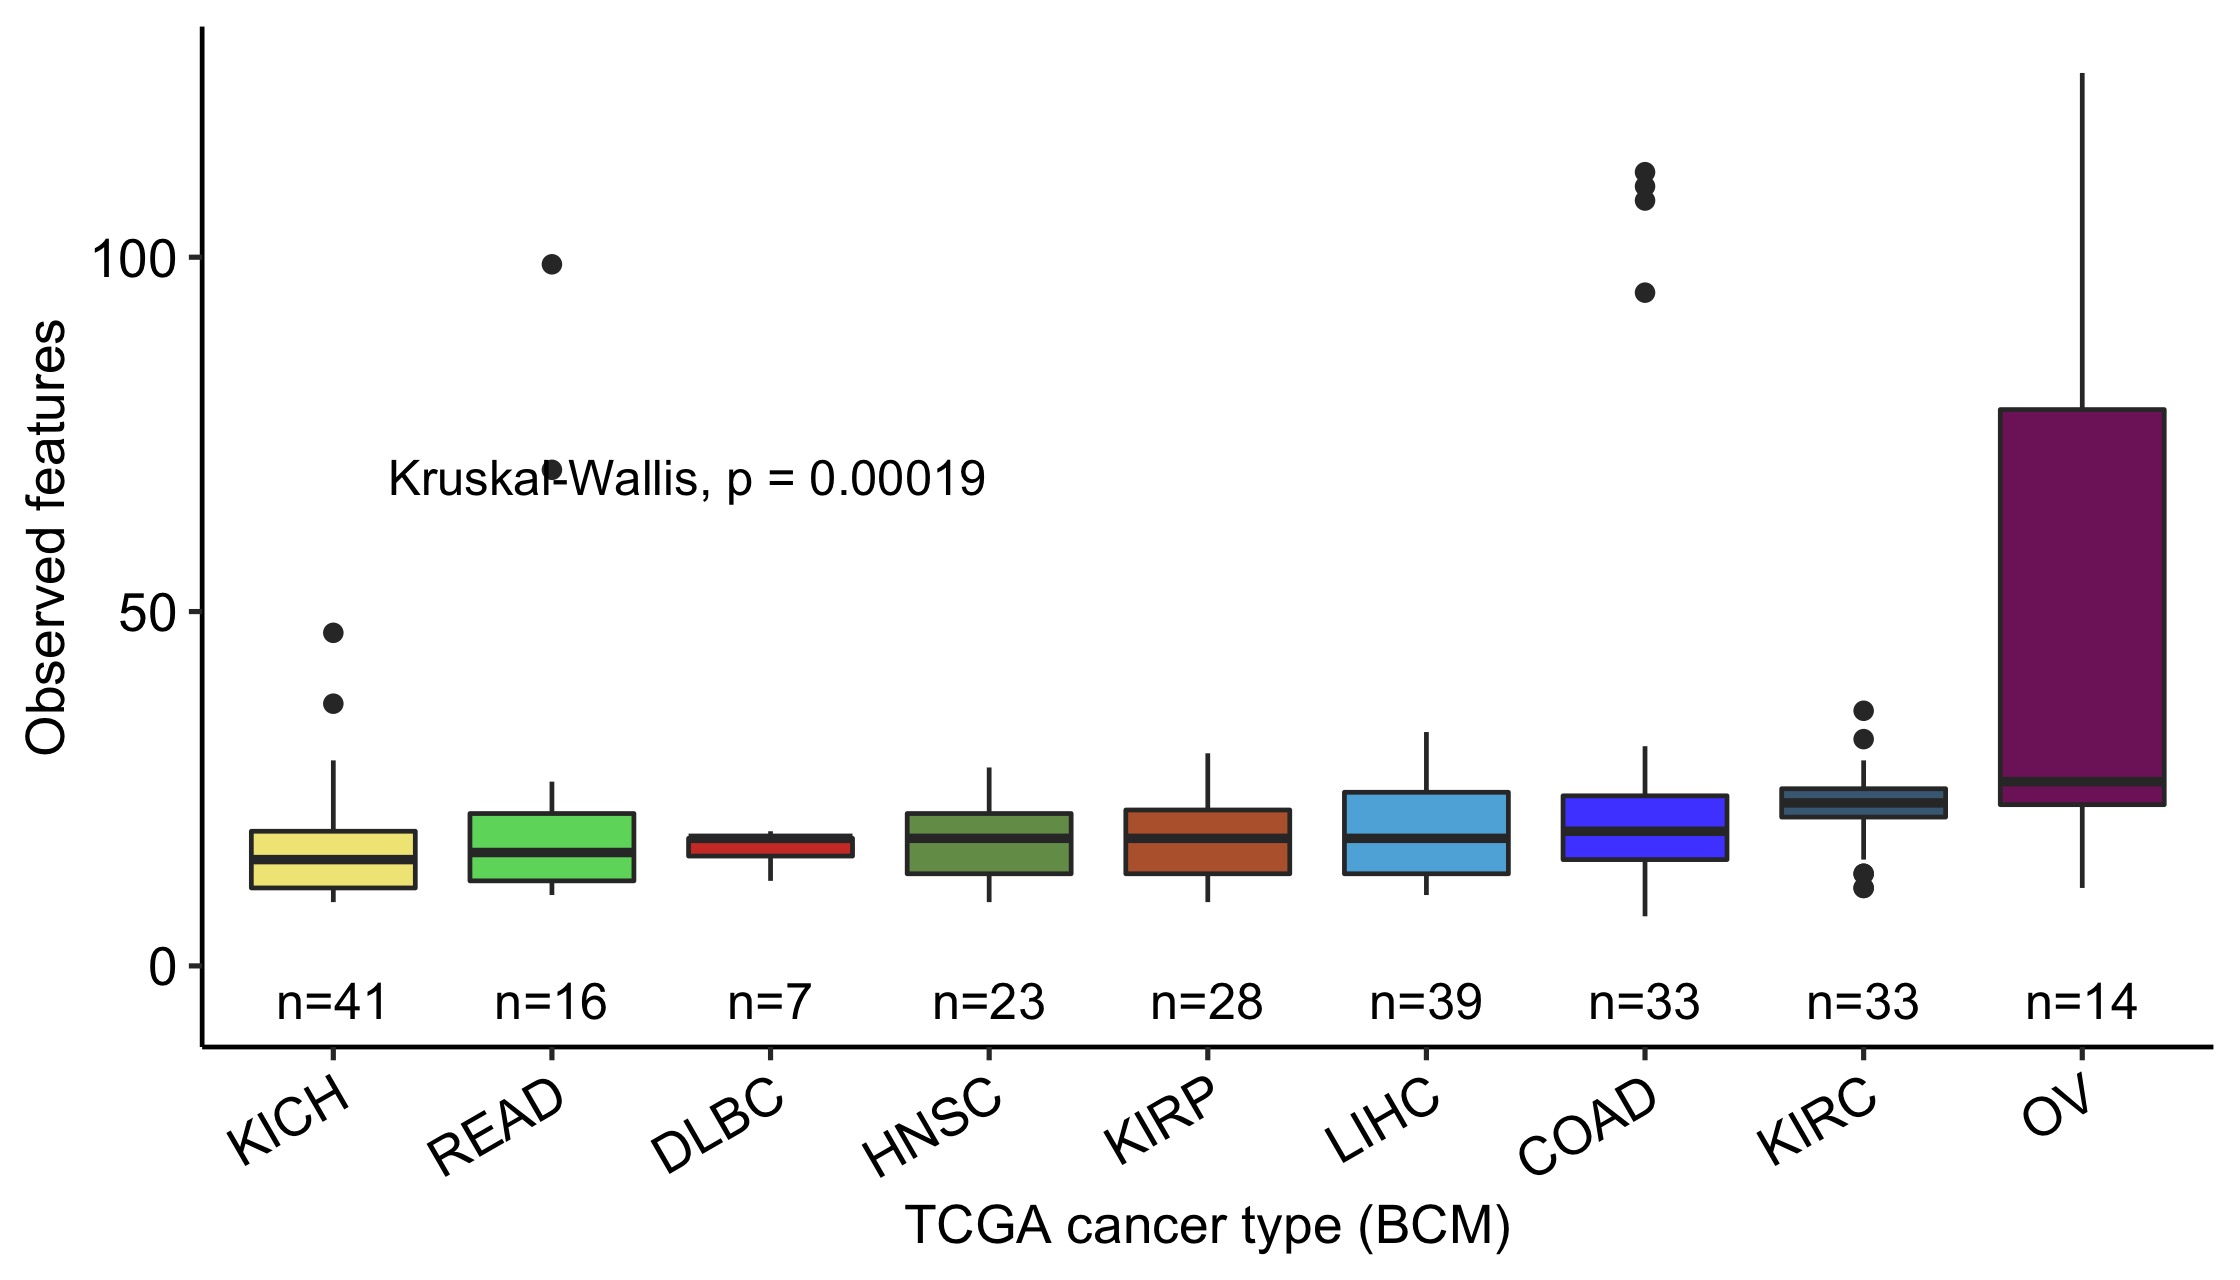 100
50
0
Observed features
Kruskal-Wallis, p = 0.00019
n=41 n=16 n=7 n=23 n=28 n=39 n=33 n=33 n=14
KICH READ DLBC HNSC KIRP LIHC COAD KIRC OV
TCGA cancer type (BCM)